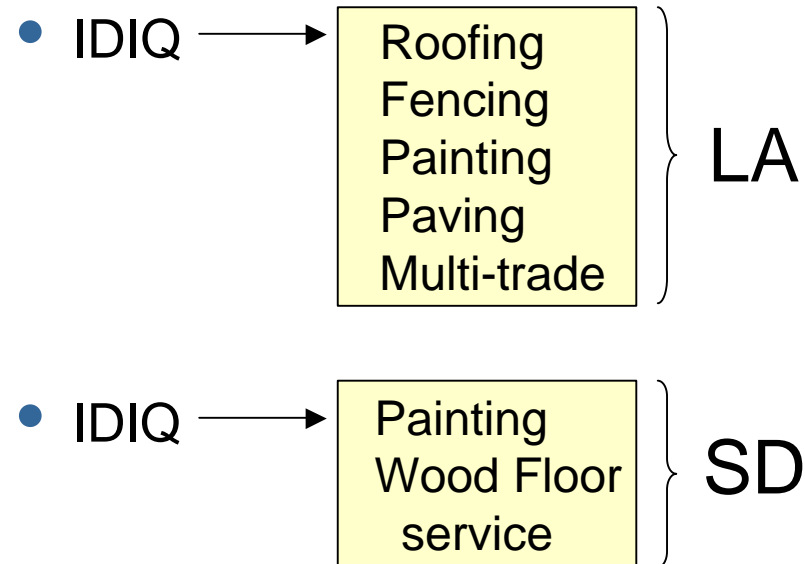 • IDIQ
Roofing
Fencing
Painting
Paving
Multi-trade
LA
• IDIQ
Painting
Wood Floor
service
SD